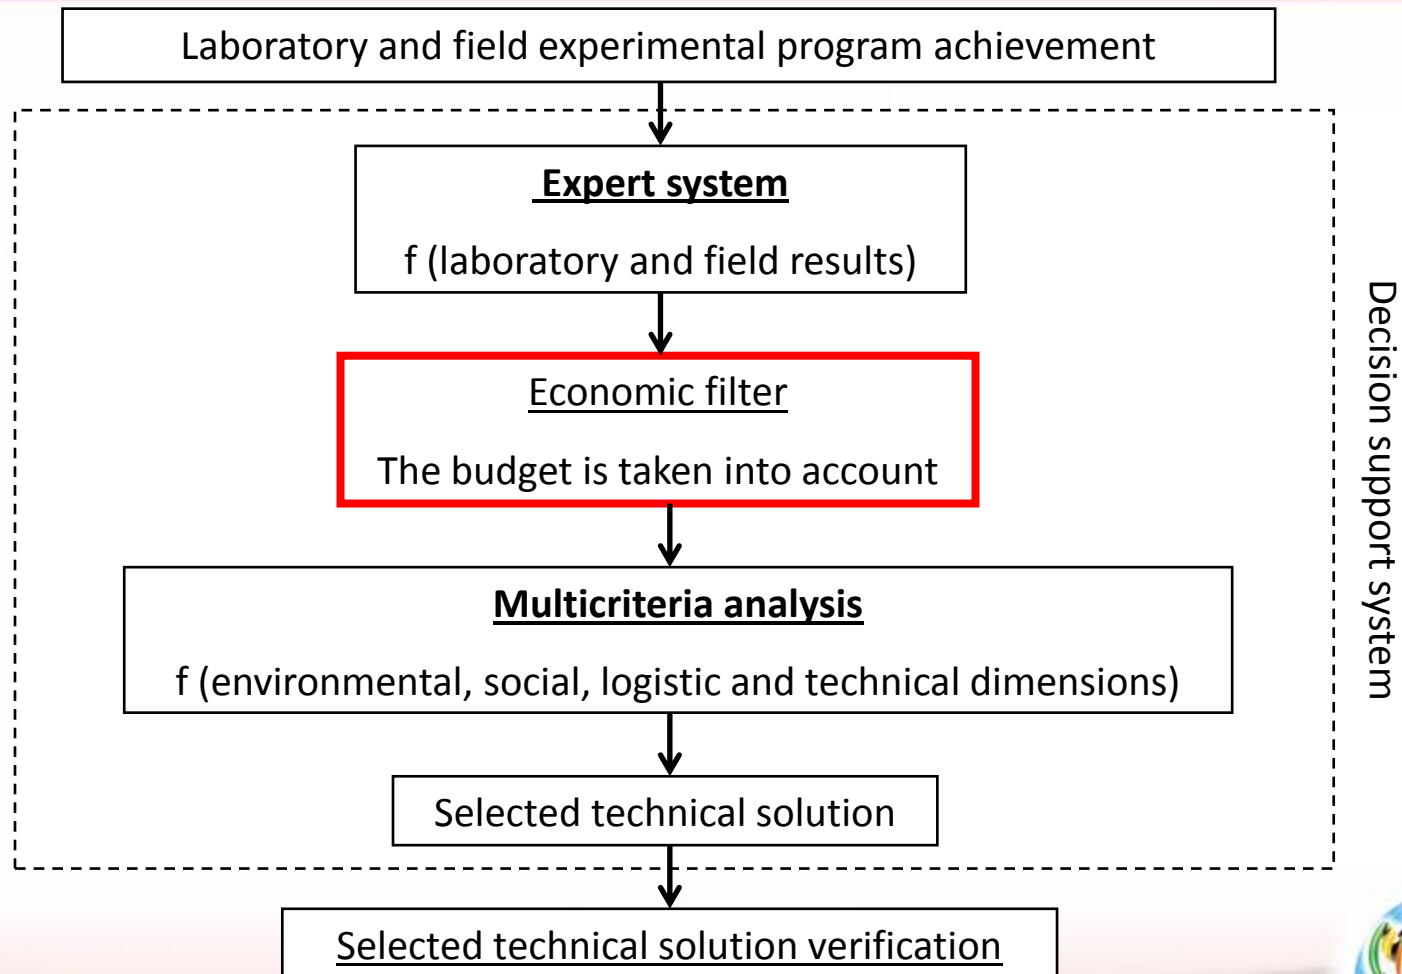 Laboratory and field experimental program achievement
Expert system
f (laboratory and field results)
Economic filter
The budget is taken into account
Multicriteria analysis
f (environmental, social, logistic and technical dimensions)
Selected technical solution
Selected technical solution verification
Decision support system